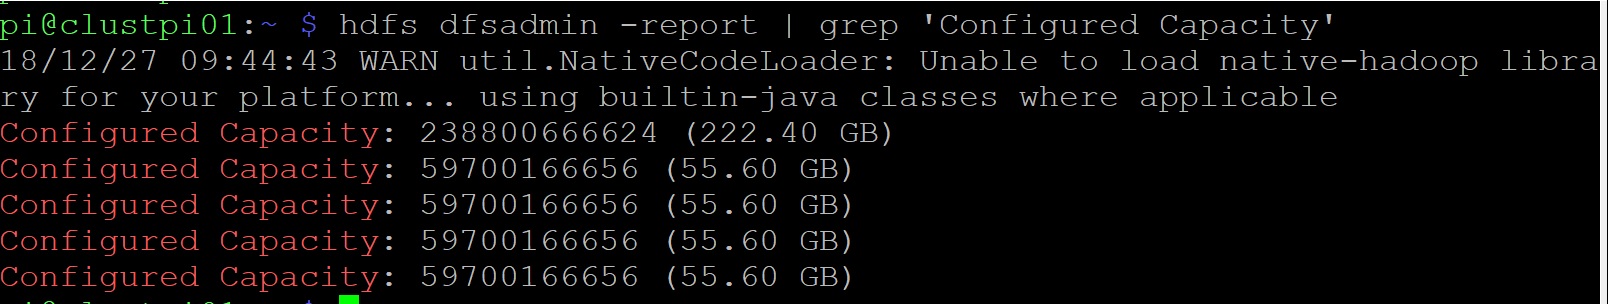 pi@clustpi01:~ $ hdfs dfsadmin -report | grep 'Configured Capacity'
18/12/27 09:44:43 WARN util.NativeCodeLoader: Unable to load native-hadoop libra
ry for your platform... using builtin-java classes where applicable
Configured Capacity: 238800666624 (222.40 GB)
Configured Capacity: 59700166656 (55.60 GB)
Configured Capacity: 59700166656 (55.60 GB)
Configured Capacity: 59700166656 (55.60 GB)
Configured Capacity: 59700166656 (55.60 GB)